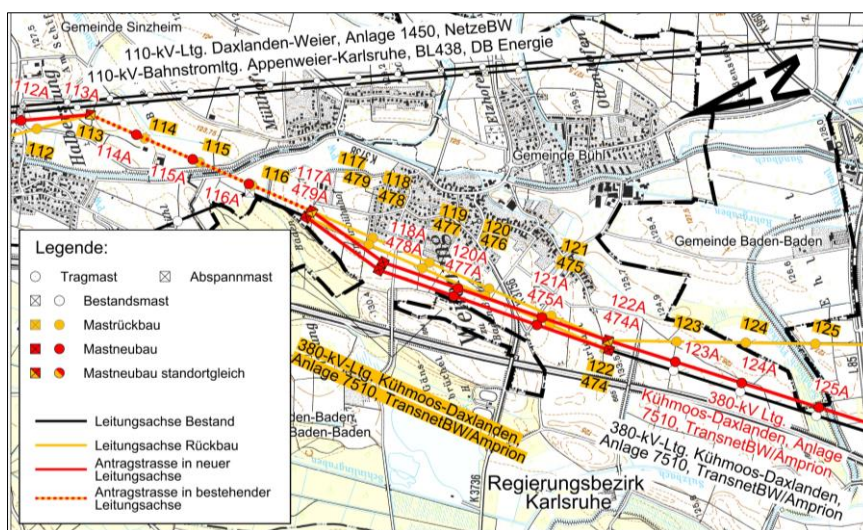 Gemeinde Sinzheim
110-kV-Ltg. Daxlanden-Weier, Anlage 1450, NetzeBW
110-kV-Bahnstromltg. Appenweier-Karlsruhe, BL438, DB Energie
112A
113A
112
113
114
114A
115
115A
116
116A
117A
479A
117
479
118
478
118A
478A
119
477
120
476
120A
477A
121
475
121A
475A
122A
474A
122
474
123
124
125
123A
124A
125A
Gemeinde Bühl
Gemeinde Baden-Baden
Müllhofen
Elzhofen
Ottenhofen
K 3736
L 85
380-kV-Ltg. Kühmoos-Daxlanden,
Anlage 7510, TransnetBW/Amprion
380-kV Ltg.
Kühmoos-Daxlanden, Anlage
7510, TransnetBW/Amprion
380-kV-Ltg. Kühmoos-Daxlanden,
Anlage 7510, TransnetBW/Amprion
Regierungsbezirk
Karlsruhe
Legende:
Tragmast
Abspannmast
Bestandsmast
Mastrückbau
Mastneubau
Mastneubau standortgleich
Leitungsachse Bestand
Leitungsachse Rückbau
Antragstrasse in neuer
Leitungsachse
Antragstrasse in bestehender
Leitungsachse